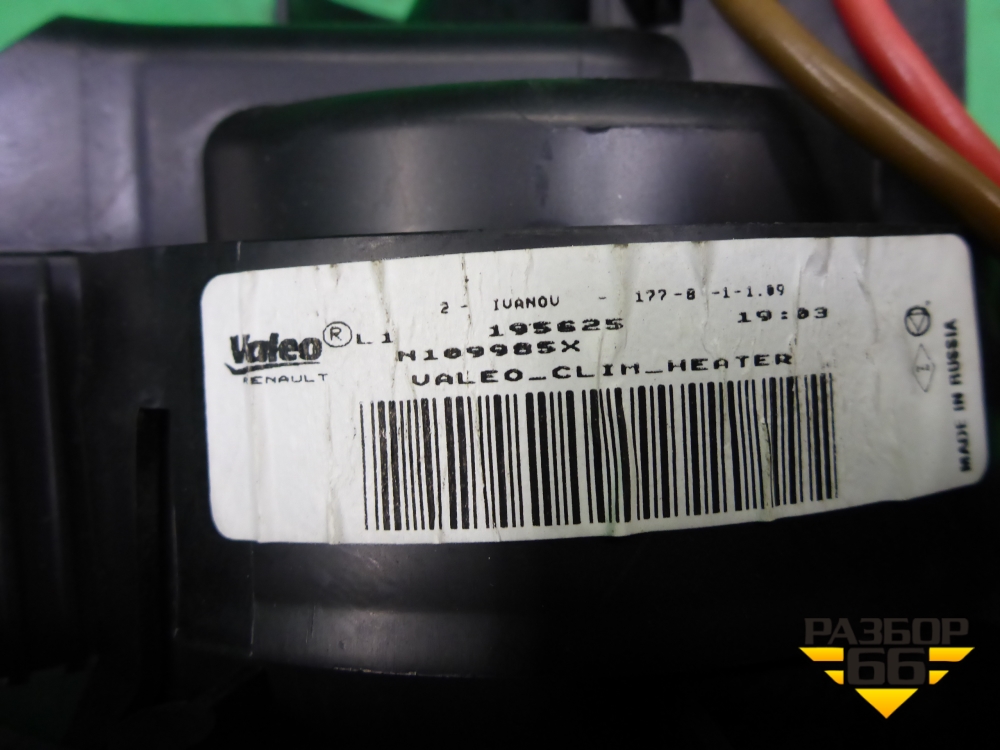 2 - IVANOV - 177-8 -1-1.09
195625 19:03
Valeo® L1
N109985X
RENAULT
VALEO_CLIM_HEATER
MADE IN RUSSIA
РАЗБОР
66